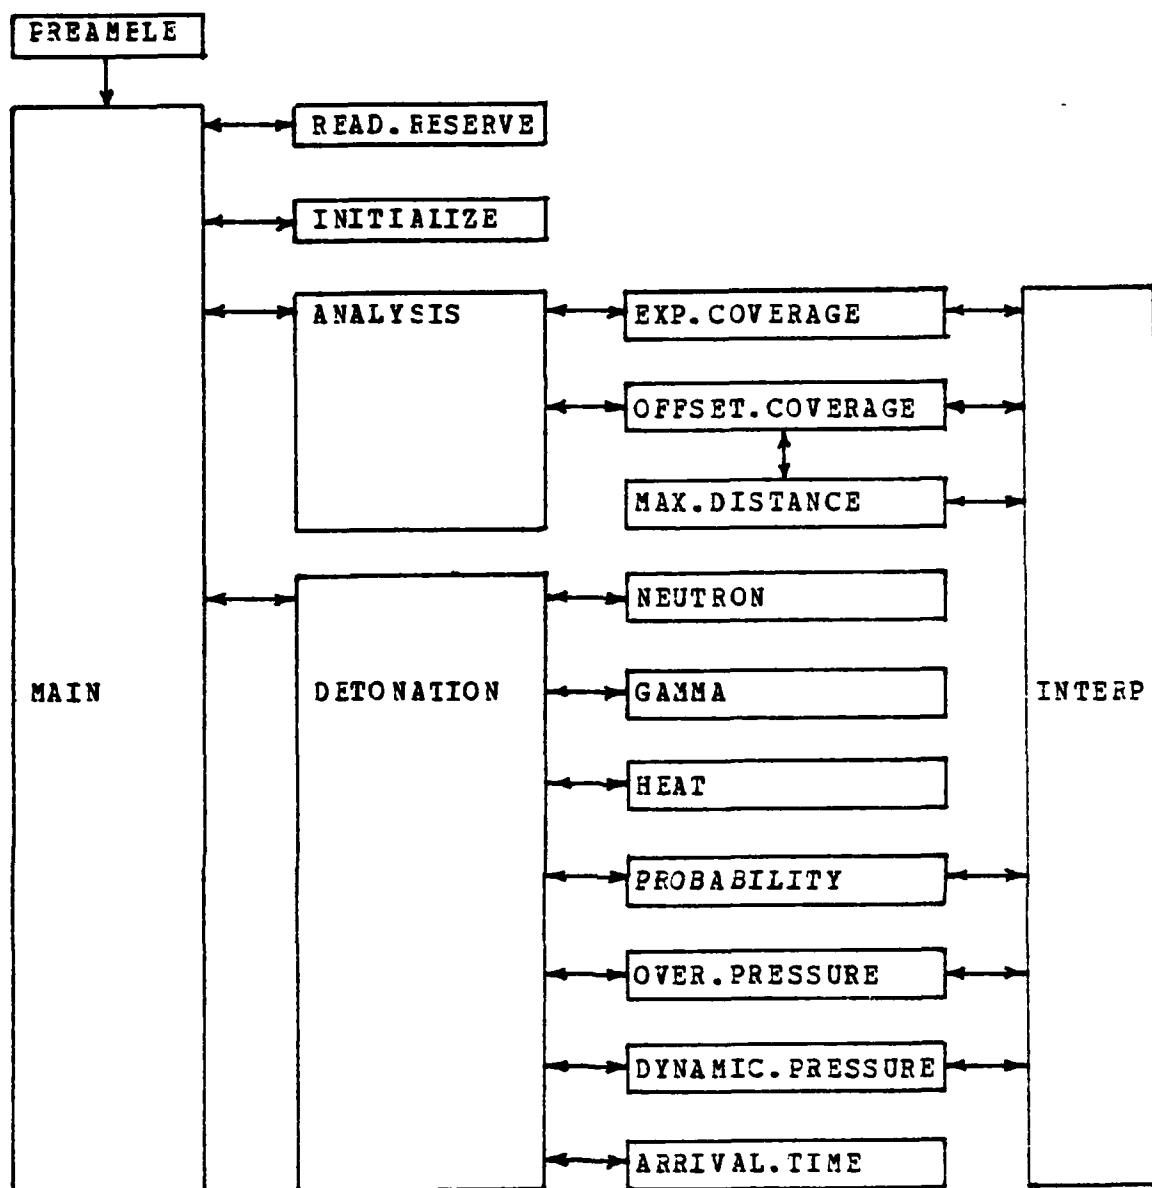 PREAMELE
READ.RESERVE
INITIALIZE
ANALYSIS
EXP.COVERAGE
OFFSET.COVERAGE
MAX.DISTANCE
NEUTRON
MAIN
DETONATION
GAMMA
INTERP
HEAT
PROBABILITY
OVER.PRESSURE
DYNAMIC.PRESSURE
ARRIVAL.TIME